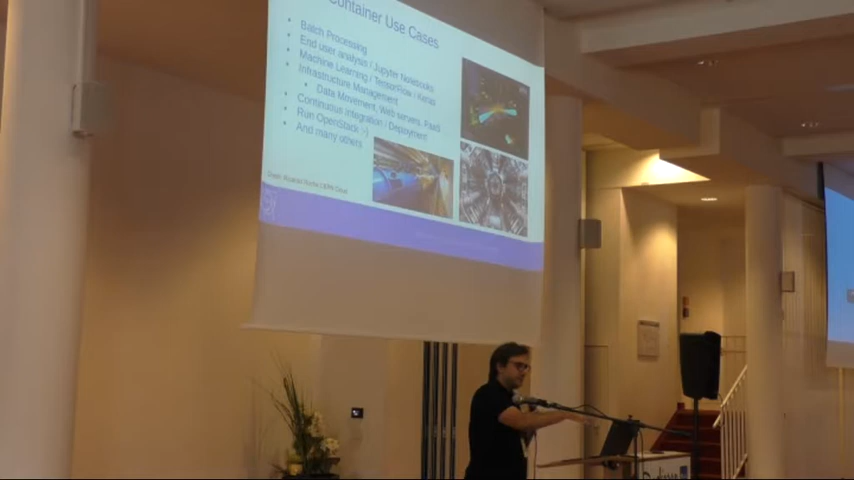 Container Use Cases
• Batch Processing
• End user analysis / Jupyter Notebooks
• Machine Learning / TensorFlow / Keras
• Infrastructure Management
• Data Movement, Web servers, PaaS
• Continuous Integration / Deployment
• Run OpenStack :-)
• And many others